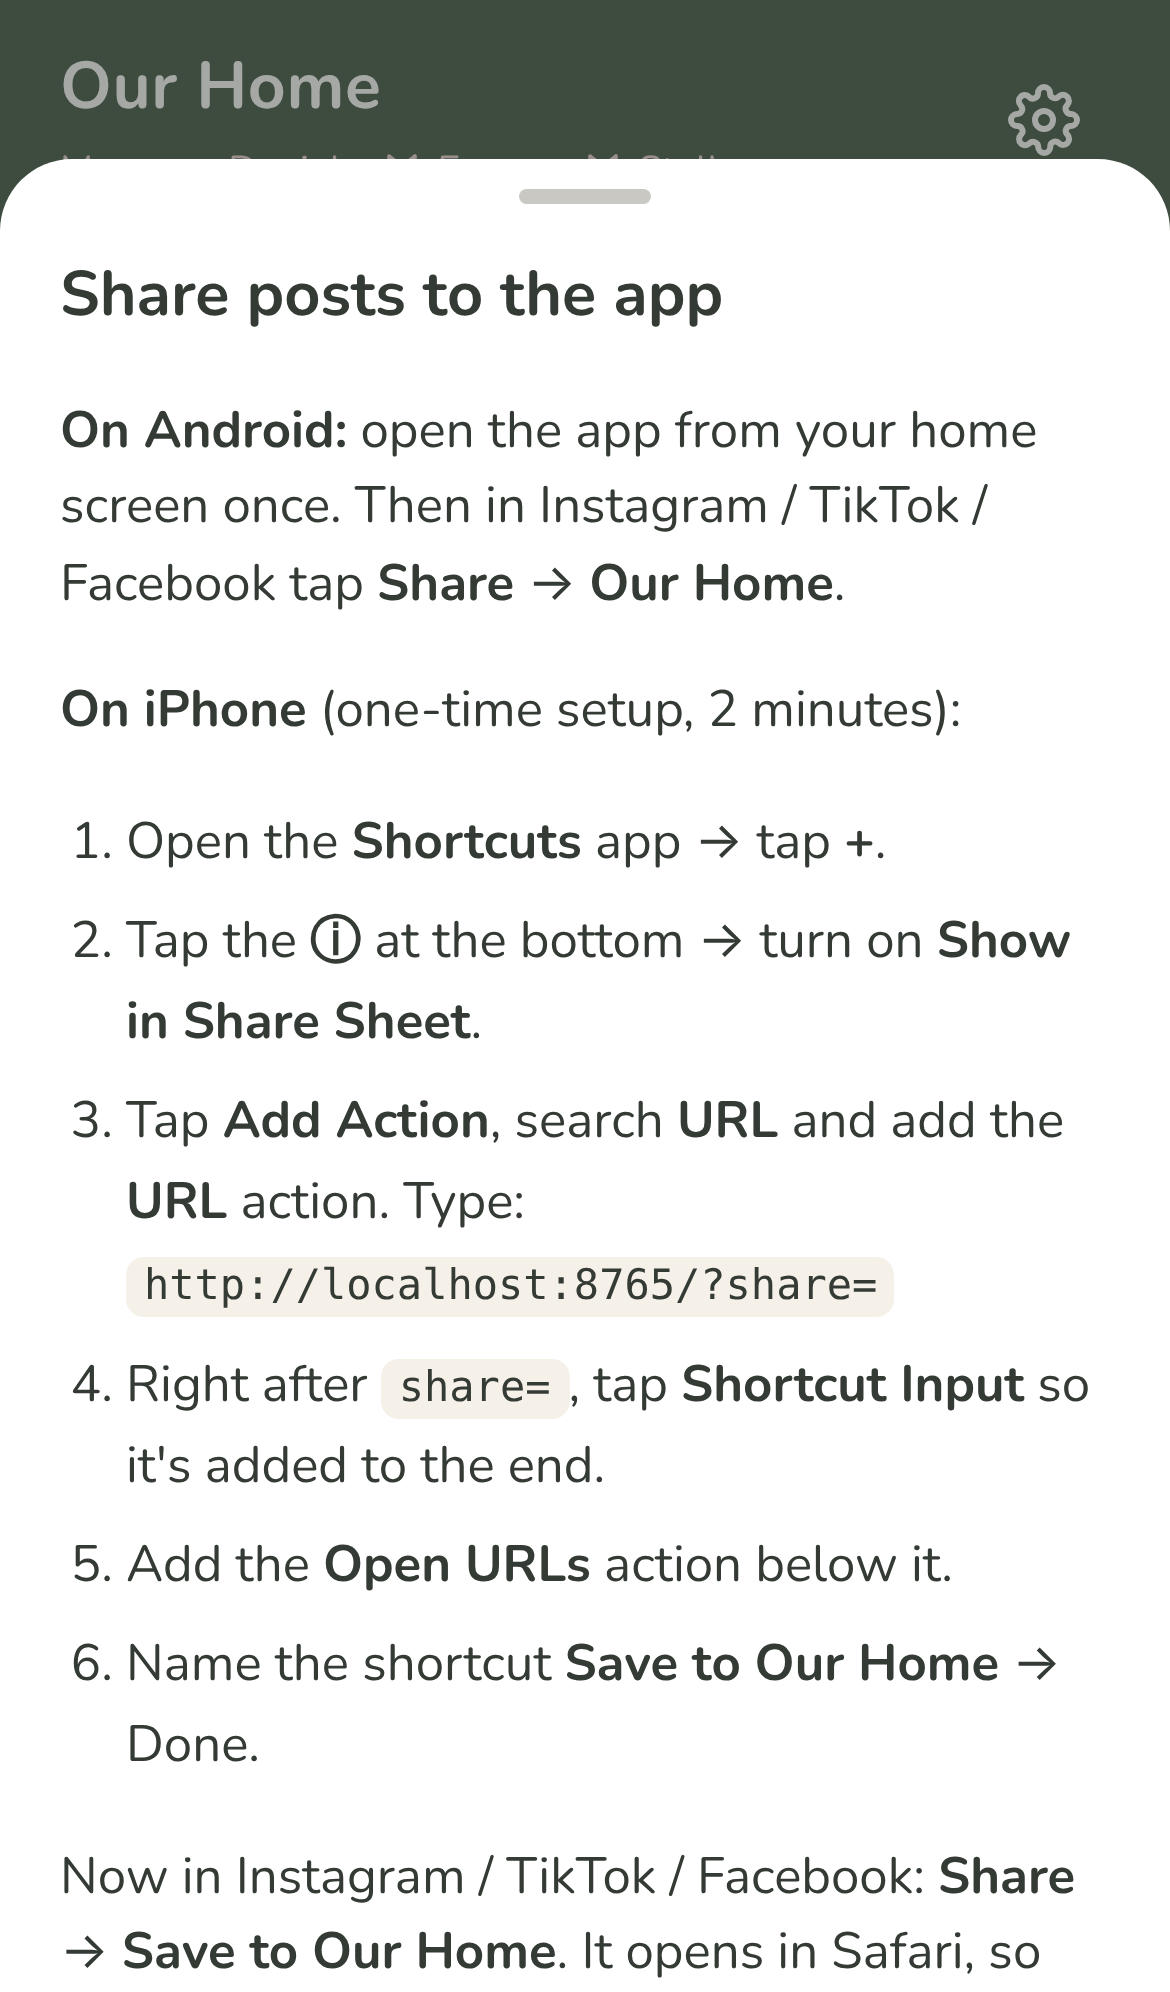 Our Home
Share posts to the app
On Android: open the app from your home
screen once. Then in Instagram / TikTok /
Facebook tap Share → Our Home.
On iPhone (one-time setup, 2 minutes):
1. Open the Shortcuts app → tap +.
2. Tap the ⓘ at the bottom → turn on Show
in Share Sheet.
3. Tap Add Action, search URL and add the
URL action. Type:
http://localhost:8765/?share=
4. Right after share=, tap Shortcut Input so
it's added to the end.
5. Add the Open URLs action below it.
6. Name the shortcut Save to Our Home →
Done.
Now in Instagram / TikTok / Facebook: Share
→ Save to Our Home. It opens in Safari, so